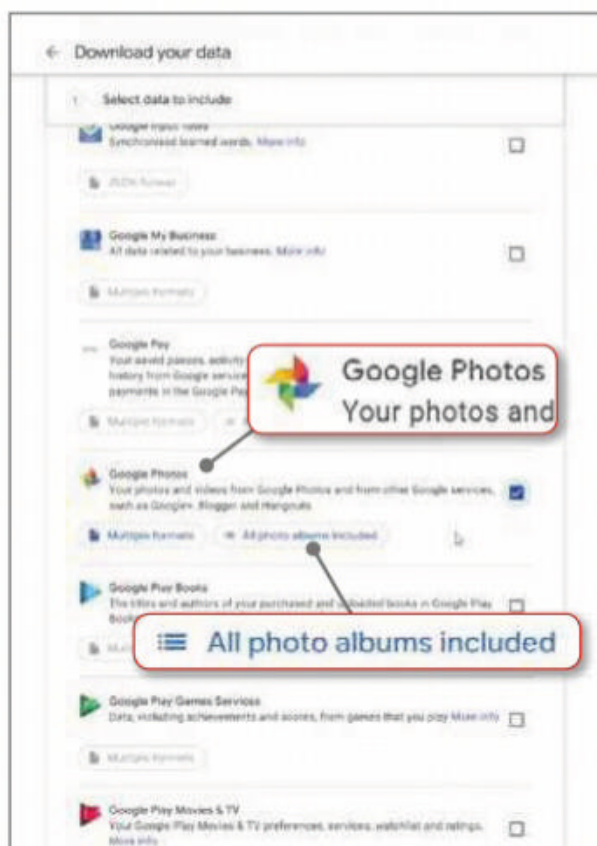 Download your data
Select data to include
Synchronised learned words. More info
JSON format
Google My Business
All data related to your business. More info
Multiple formats
Google Pay
Your saved passes, activity
history from Google service
payments in the Google Pay
Multiple formats
Google Photos
Your photos and
Google Photos
Your photos and videos from Google Photos and from other Google services,
such as Google+, Blogger and Hangouts
Multiple formats
All photo albums included
Google Play Books
The titles and authors of your purchased and uploaded books in Google Play
All photo albums included
Google Play Games Services
Data, including achievements and scores, from games that you play More info
Multiple formats
Google Play Movies & TV
Your Google Play Movies & TV preferences, services, watchlist and ratings.
More info